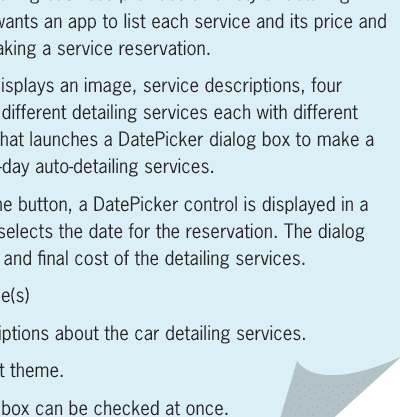 wants an app to list each service and its price and
aking a service reservation.
isplays an image, service descriptions, four
different detailing services each with different
hat launches a DatePicker dialog box to make a
-day auto-detailing services.
e button, a DatePicker control is displayed in a
selects the date for the reservation. The dialog
and final cost of the detailing services.
e(s)
iptions about the car detailing services.
t theme.
box can be checked at once.